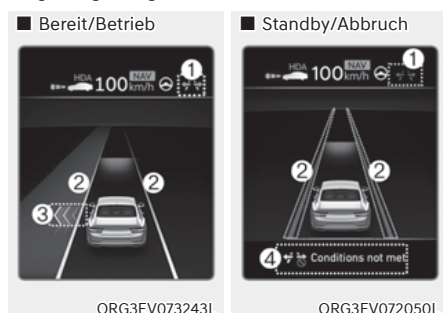 ■ Bereit/Betrieb
HDA 100 km/h NAV ①
② ②
③
ORG3EV073243L
■ Standby/Abbruch
HDA 100 km/h NAV ①
② ②
④ Conditions not met
ORG3EV072050L